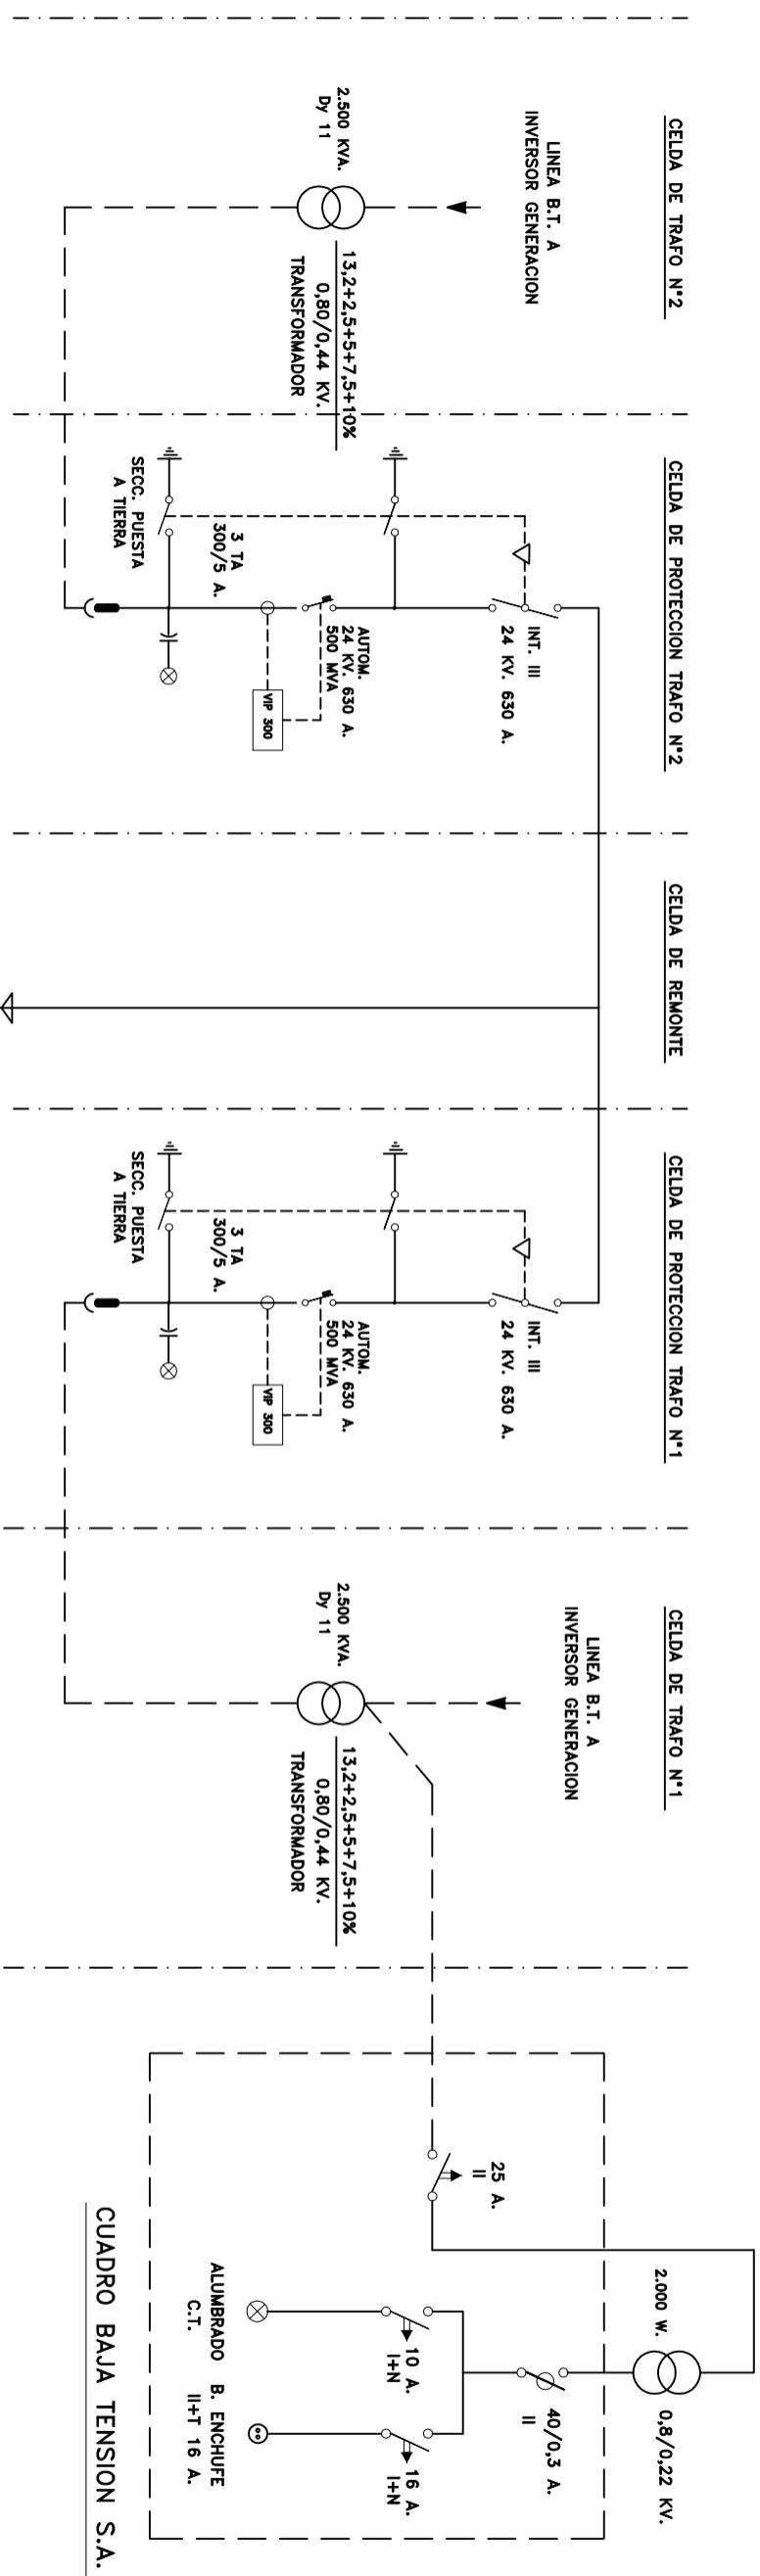 CELDA DE TRAFO N°2
LINEA B.T. A
INVERSOR GENERACION
2.500 KVA.
Dy 11
13,2+2,5+5+7,5+10%
0,80/0,44 KV.
TRANSFORMADOR
CELDA DE PROTECCION TRAFO N°2
INT. III
24 KV. 630 A.
AUTOM.
24 KV. 630 A.
500 MVA
VIP 300
3 TA
300/5 A.
SECC. PUESTA
A TIERRA
CELDA DE REMONTE
CELDA DE PROTECCION TRAFO N°1
INT. III
24 KV. 630 A.
AUTOM.
24 KV. 630 A.
500 MVA
VIP 300
3 TA
300/5 A.
SECC. PUESTA
A TIERRA
CELDA DE TRAFO N°1
LINEA B.T. A
INVERSOR GENERACION
2.500 KVA.
Dy 11
13,2+2,5+5+7,5+10%
0,80/0,44 KV.
TRANSFORMADOR
2.000 W.
0,8/0,22 KV.
25 A.
II
40/0,3 A.
II
10 A.
I+N
16 A.
I+N
ALUMBRADO
C.T.
B. ENCHUFE
II+T 16 A.
CUADRO BAJA TENSION S.A.